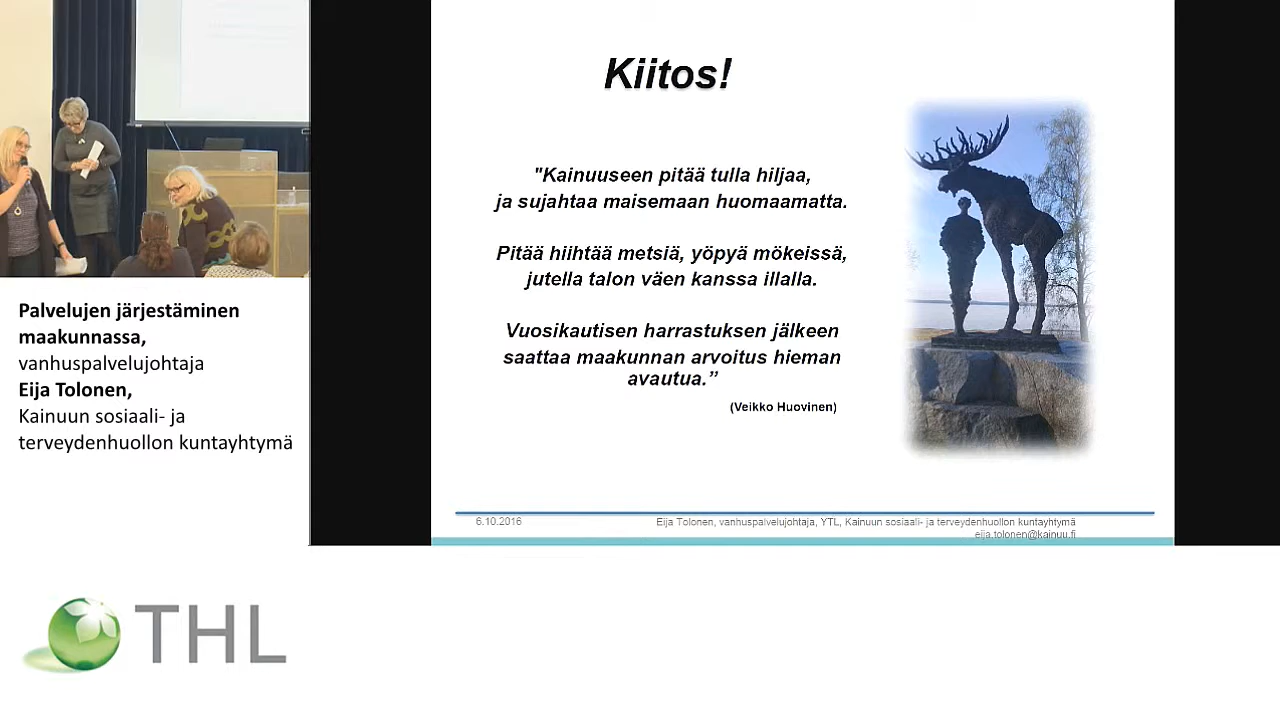 Kiitos!
"Kainuuseen pitää tulla hiljaa,
ja sujahtaa maisemaan huomaamatta.
Pitää hiihtää metsiä, yöpyä mökeissä,
jutella talon väen kanssa illalla.
Vuosikautisen harrastuksen jälkeen
saattaa maakunnan arvoitus hieman
avautua.”
(Veikko Huovinen)
6.10.2016
Eija Tolonen, vanhuspalvelujohtaja, YTL, Kainuun sosiaali- ja terveydenhuollon kuntayhtymä
eija.tolonen@kainuu.fi
Palvelujen järjestäminen
maakunnassa,
vanhuspalvelujohtaja
Eija Tolonen,
Kainuun sosiaali- ja
terveydenhuollon kuntayhtymä
THL